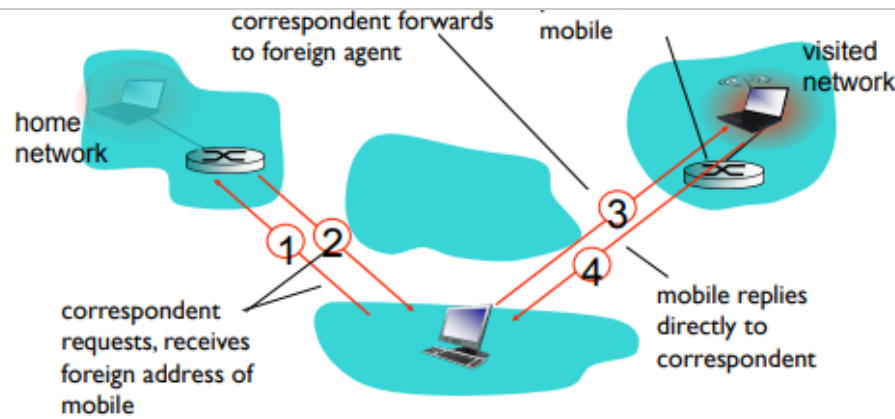 correspondent forwards
to foreign agent
mobile
visited
network
home
network
3
1
2
4
correspondent
requests, receives
foreign address of
mobile
mobile replies
directly to
correspondent